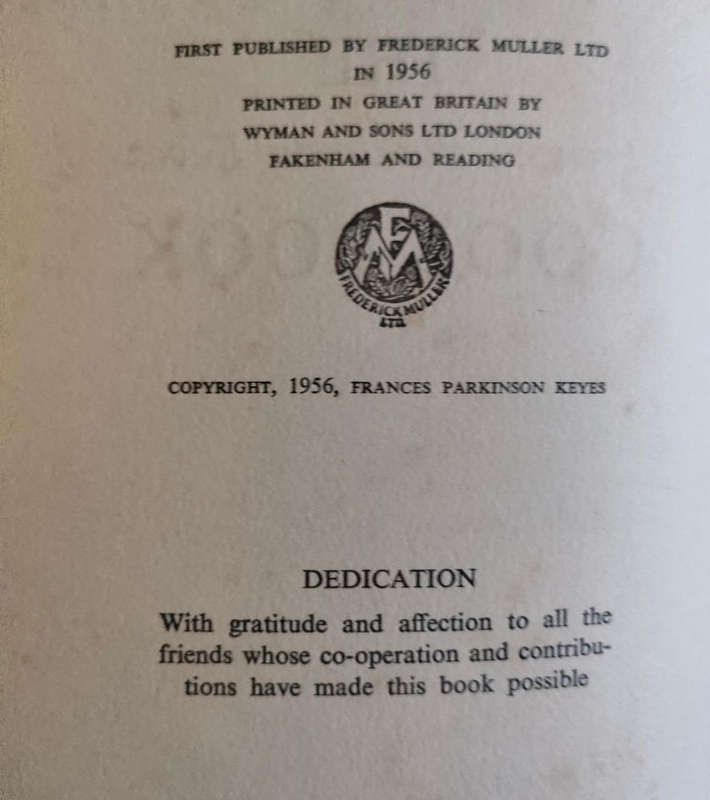 FIRST PUBLISHED BY FREDERICK MULLER LTD
IN 1956
PRINTED IN GREAT BRITAIN BY
WYMAN AND SONS LTD LONDON
FAKENHAM AND READING
FM
FREDERICK MULLER
LTD
COPYRIGHT, 1956, FRANCES PARKINSON KEYES
DEDICATION
With gratitude and affection to all the
friends whose co-operation and contribu-
tions have made this book possible